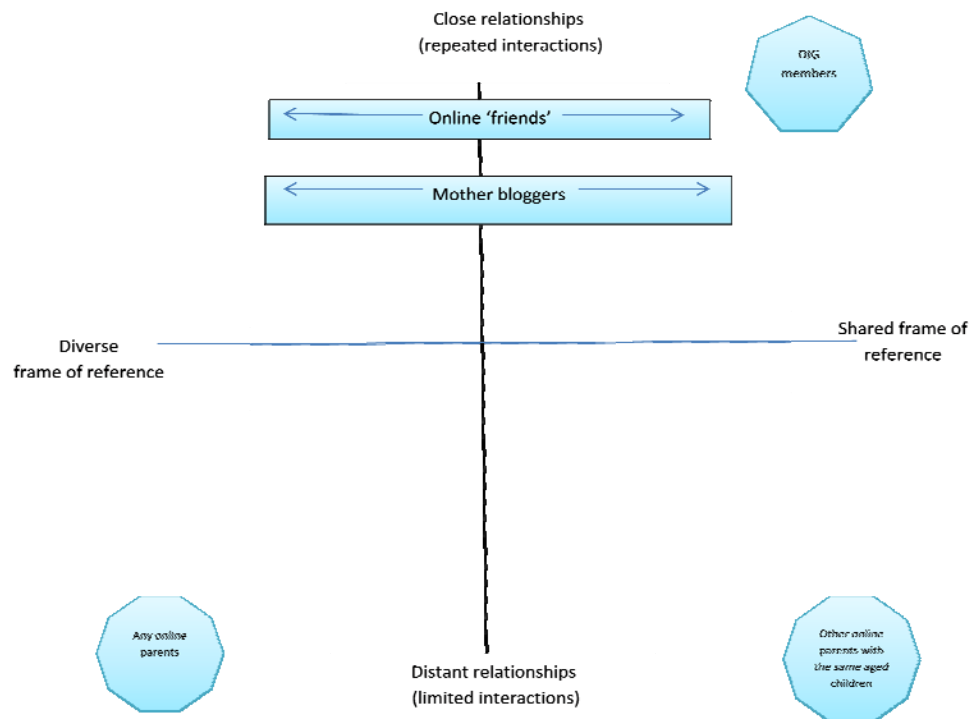 Close relationships
(repeated interactions)
OIG
members
Online ‘friends’
Mother bloggers
Diverse
frame of reference
Shared frame of
reference
Any online
parents
Distant relationships
(limited interactions)
Other online
parents with
the same aged
children